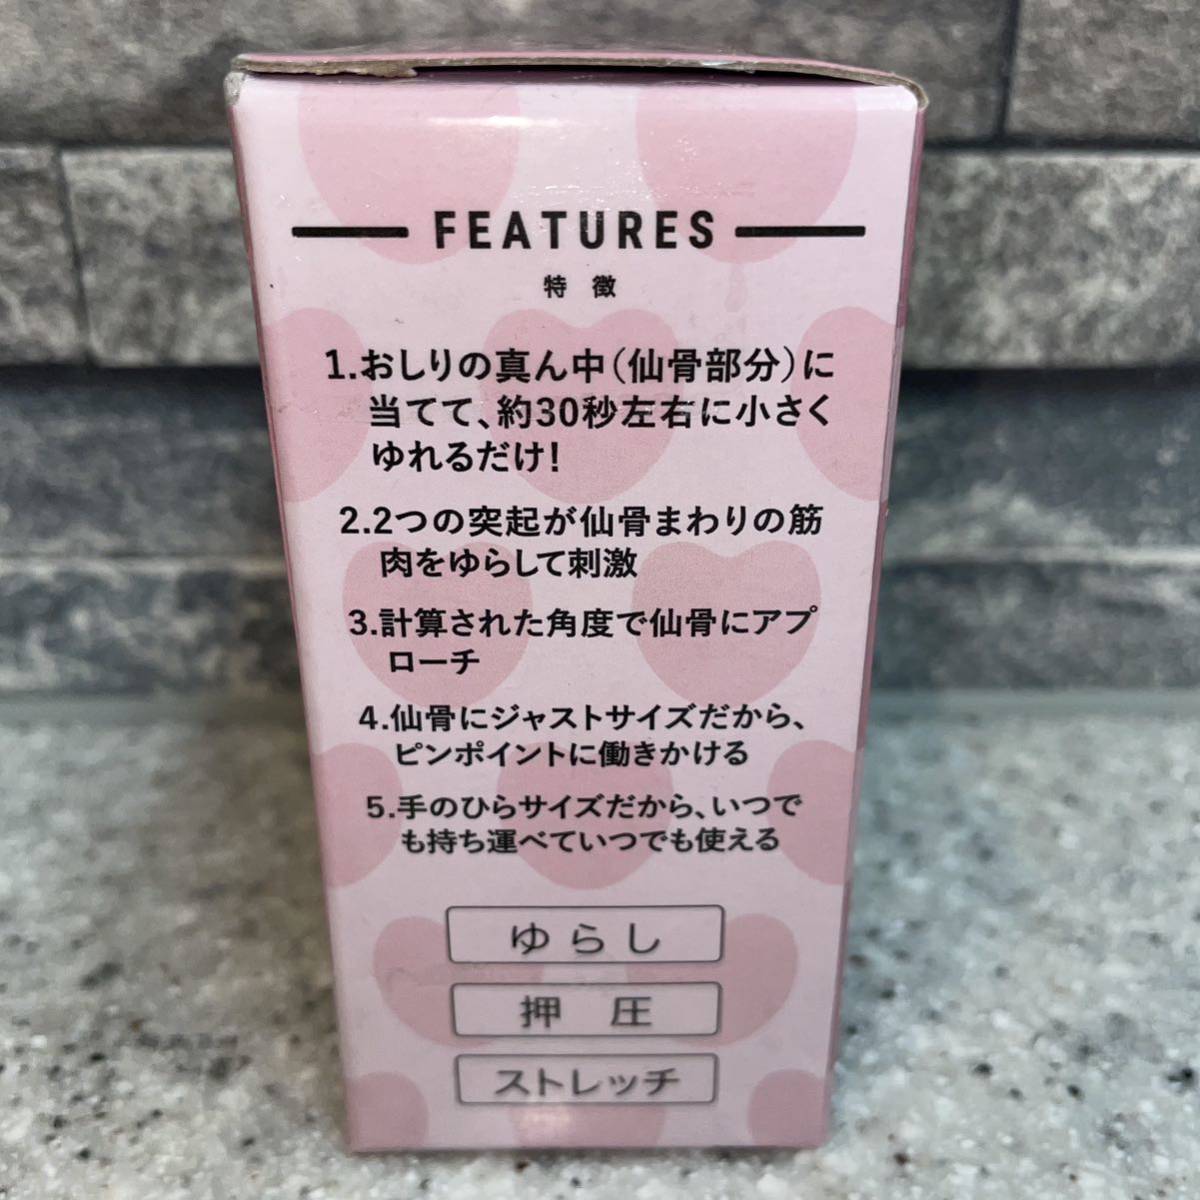 FEATURES
特 徴
1.おしりの真ん中(仙骨部分)に
当てて、約30秒左右に小さく
ゆれるだけ!
2.2つの突起が仙骨まわりの筋
肉をゆらして刺激
3.計算された角度で仙骨にアプ
ローチ
4.仙骨にジャストサイズだから、
ピンポイントに働きかける
5.手のひらサイズだから、いつで
も持ち運べていつでも使える
ゆらし
押 圧
ストレッチ